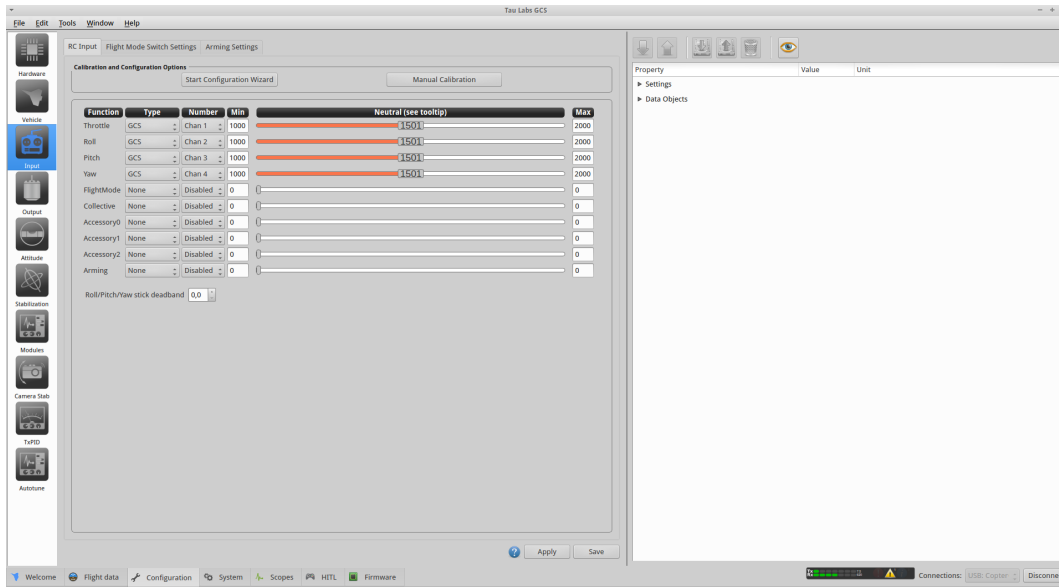 Tau Labs GCS
File Edit Tools Window Help
RC Input Flight Mode Switch Settings Arming Settings
Calibration and Configuration Options
Start Configuration Wizard Manual Calibration
Function Type Number Min Neutral (see tooltip) Max
Throttle GCS Chan 1 1000 1501 2000
Roll GCS Chan 2 1000 1501 2000
Pitch GCS Chan 3 1000 1501 2000
Yaw GCS Chan 4 1000 1501 2000
FlightMode None Disabled 0 0
Collective None Disabled 0 0
Accessory0 None Disabled 0 0
Accessory1 None Disabled 0 0
Accessory2 None Disabled 0 0
Arming None Disabled 0 0
Roll/Pitch/Yaw stick deadband 0,0
Hardware
Vehicle
Input
Output
Attitude
Stabilization
Modules
Camera Stab
TxPID
Autotune
Apply Save
Property Value Unit
Settings
Data Objects
Welcome Flight data Configuration System Scopes HITL Firmware
Connections: USB: Copter Disconne